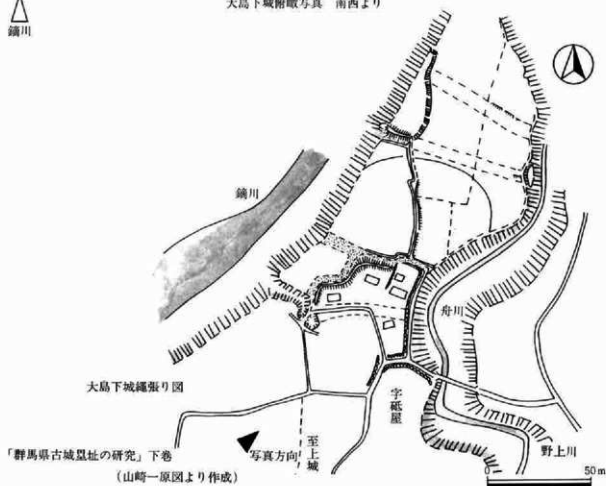 大島下城俯瞰写真 南西より
鏑川
鏑川
舟川
大島下城縄張り図
字砥屋
至上城
「群馬県古城塁址の研究」下巻
写真方向
野上川
(山崎一原図より作成)
0 50m